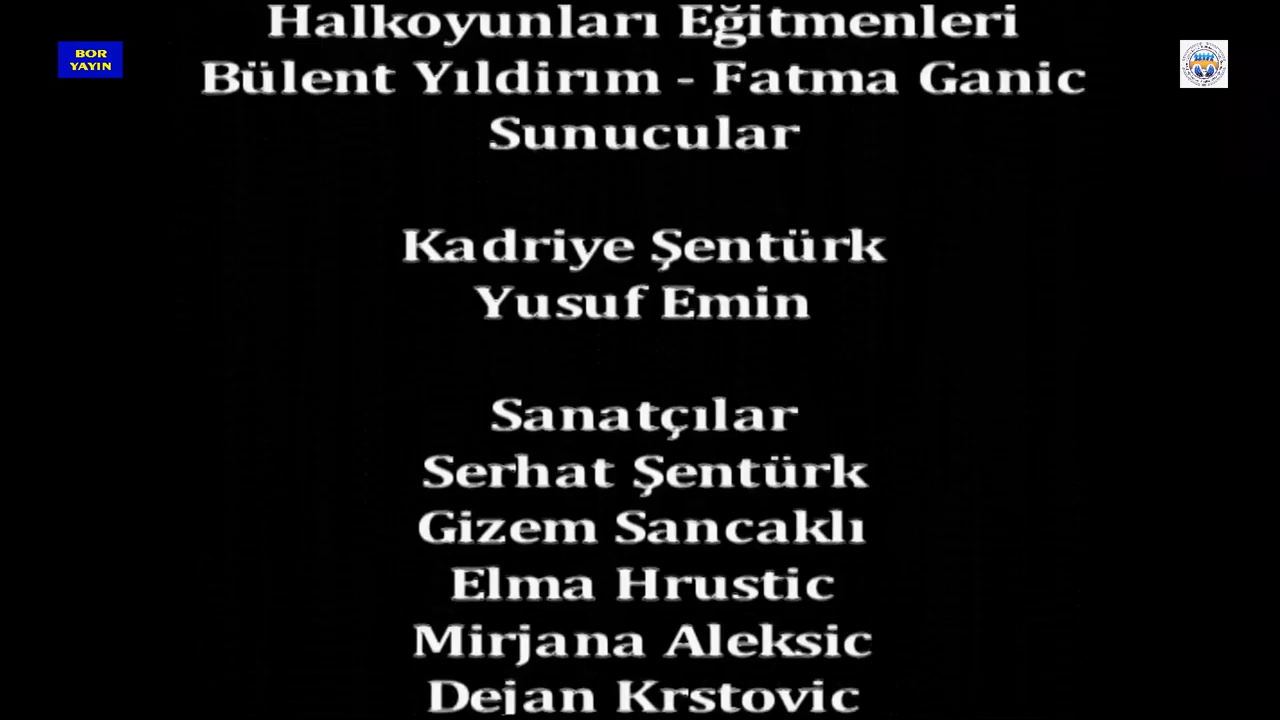 Halkoyunları Eğitmenleri
BOR
YAYIN
Bülent Yıldirım - Fatma Ganic
Sunucular
Kadriye Şentürk
Yusuf Emin
Sanatçılar
Serhat Şentürk
Gizem Sancaklı
Elma Hrustic
Mirjana Aleksic
Dejan Krstovic